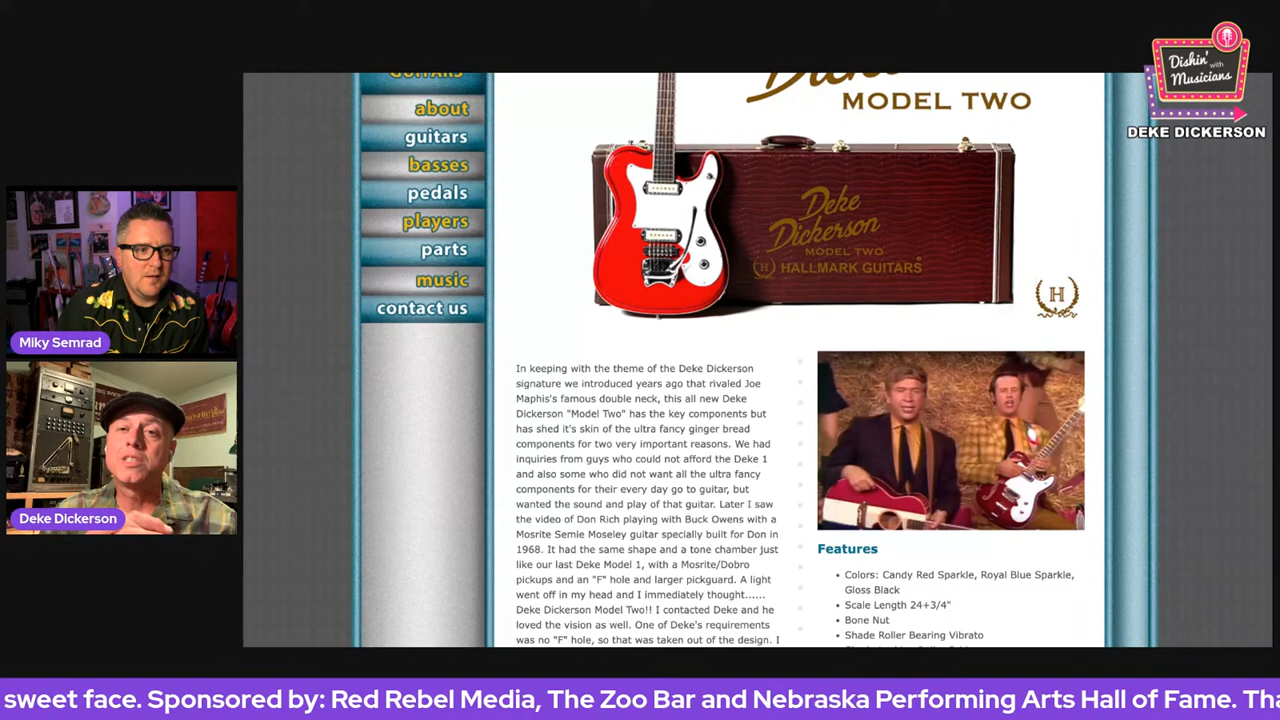 Dishin' with
Musicians
DEKE DICKERSON
GUITARS
about
guitars
basses
pedals
players
parts
music
contact us
MODEL TWO
Deke
Dickerson
MODEL TWO
H HALLMARK GUITARS
H
In keeping with the theme of the Deke Dickerson
signature we introduced years ago that rivaled Joe
Maphis's famous double neck, this all new Deke
Dickerson "Model Two" has the key components but
has shed it's skin of the ultra fancy ginger bread
components for two very important reasons. We had
inquiries from guys who could not afford the Deke 1
and also some who did not want all the ultra fancy
components for their every day go to guitar, but
wanted the sound and play of that guitar. Later I saw
the video of Don Rich playing with Buck Owens with a
Mosrite Semie Moseley guitar specially built for Don in
1968. It had the same shape and a tone chamber just
like our last Deke Model 1, with a Mosrite/Dobro
pickups and an "F" hole and larger pickguard. A light
went off in my head and I immediately thought......
Deke Dickerson Model Two!! I contacted Deke and he
loved the vision as well. One of Deke's requirements
was no "F" hole, so that was taken out of the design. I
Features
• Colors: Candy Red Sparkle, Royal Blue Sparkle,
Gloss Black
• Scale Length 24+3/4"
• Bone Nut
• Shade Roller Bearing Vibrato
Miky Semrad
Deke Dickerson
sweet face. Sponsored by: Red Rebel Media, The Zoo Bar and Nebraska Performing Arts Hall of Fame. Tha